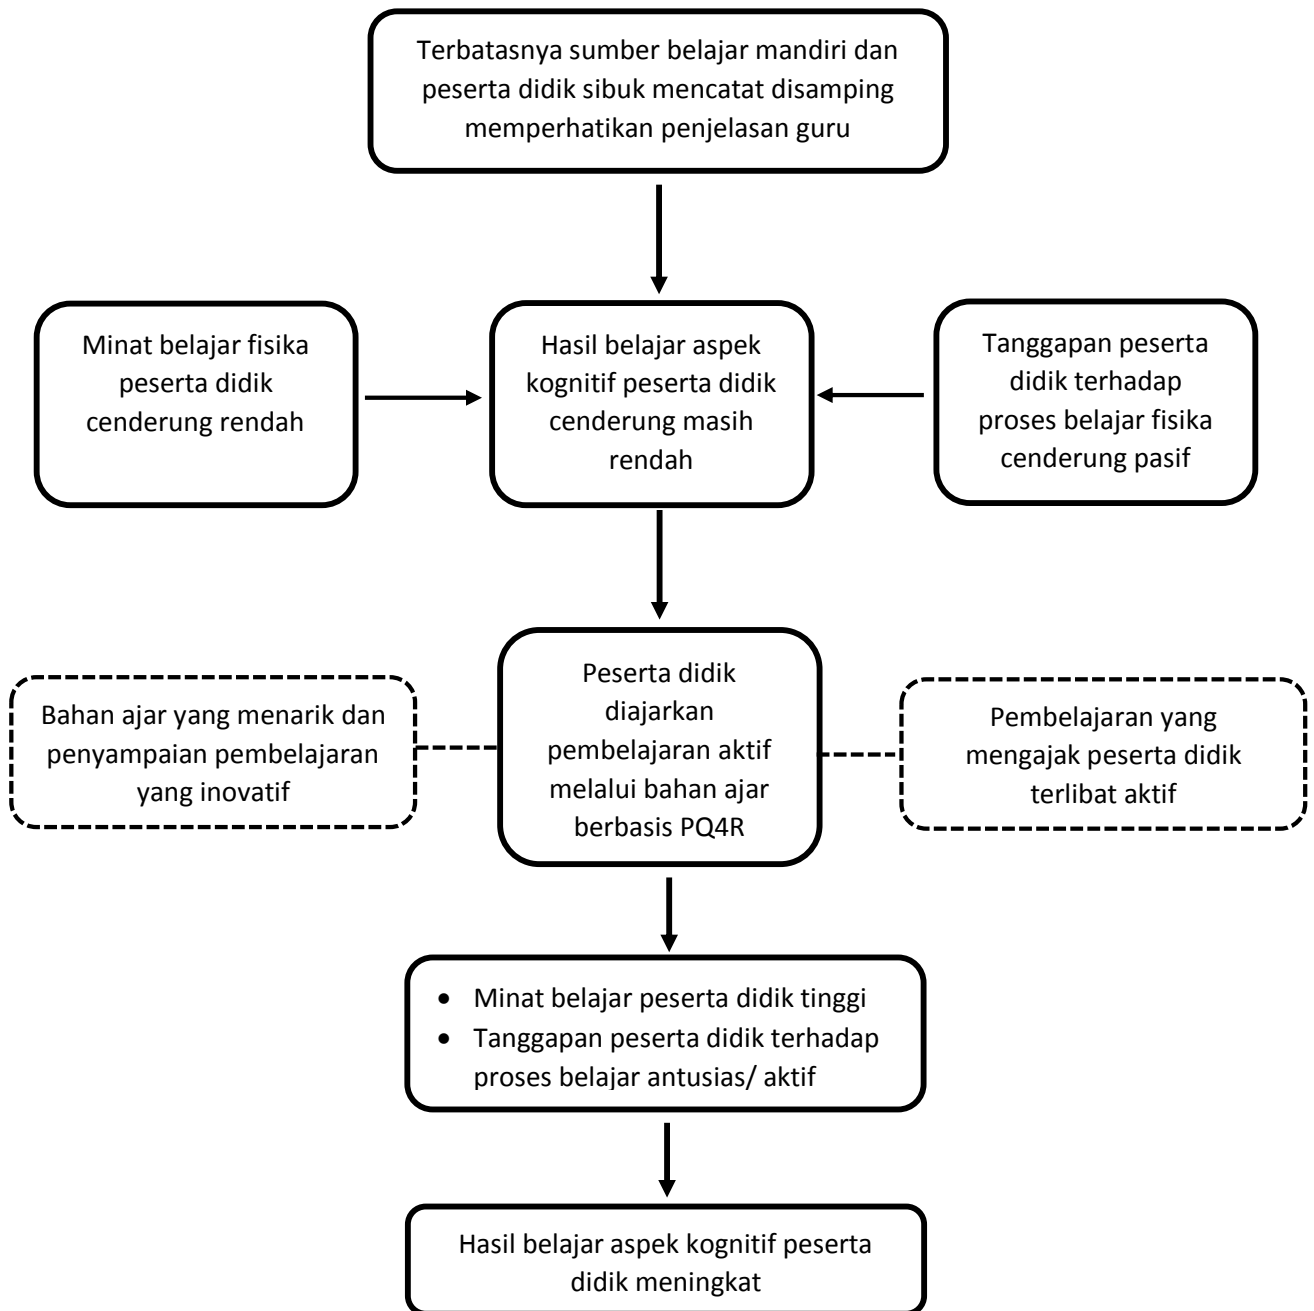 Terbatasnya sumber belajar mandiri dan
peserta didik sibuk mencatat disamping
memperhatikan penjelasan guru
Minat belajar fisika
peserta didik
cenderung rendah
Hasil belajar aspek
kognitif peserta didik
cenderung masih
rendah
Tanggapan peserta
didik terhadap
proses belajar fisika
cenderung pasif
Bahan ajar yang menarik dan
penyampaian pembelajaran
yang inovatif
Peserta didik
diajarkan
pembelajaran aktif
melalui bahan ajar
berbasis PQ4R
Pembelajaran yang
mengajak peserta didik
terlibat aktif
• Minat belajar peserta didik tinggi
• Tanggapan peserta didik terhadap
proses belajar antusias/ aktif
Hasil belajar aspek kognitif peserta
didik meningkat